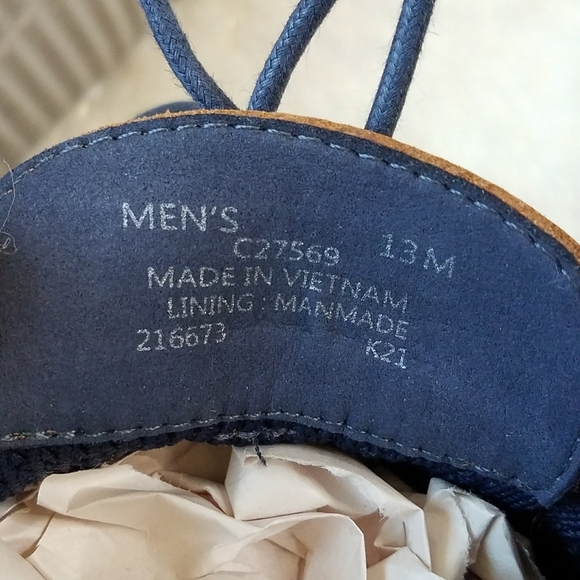 MEN'S
C27569 13 M
MADE IN VIETNAM
LINING : MANMADE
216673 K21